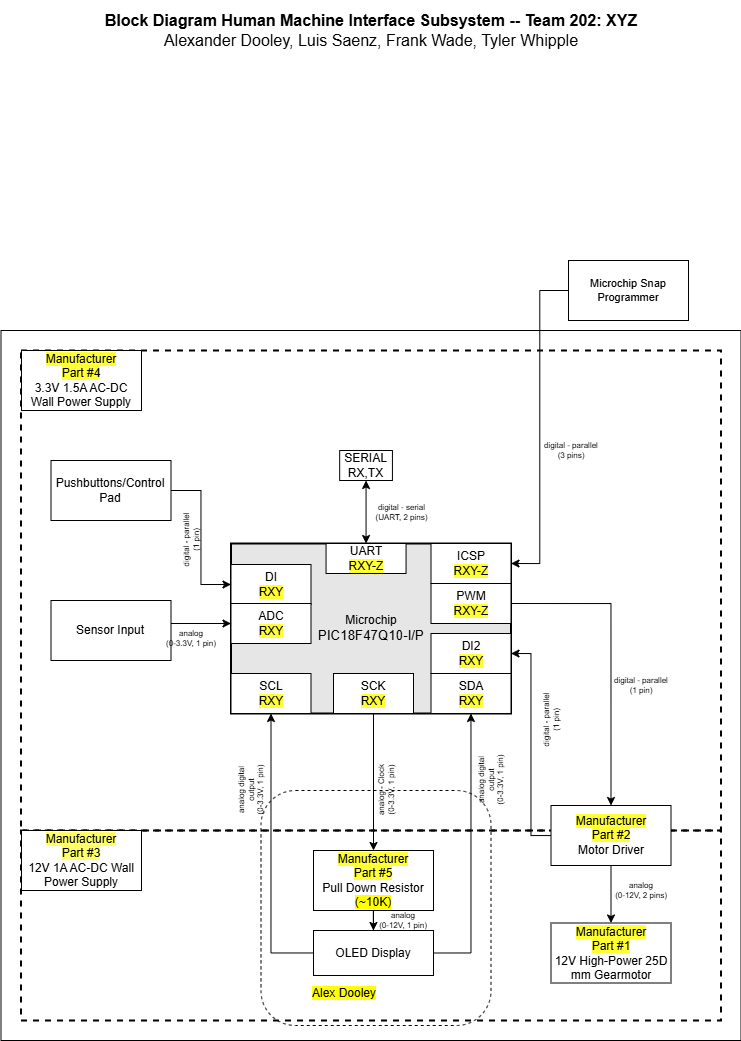 Block Diagram Human Machine Interface Subsystem -- Team 202: XYZ
Alexander Dooley, Luis Saenz, Frank Wade, Tyler Whipple
Microchip Snap
Programmer
Manufacturer
Part #4
3.3V 1.5A AC-DC
Wall Power Supply
digital - parallel
(3 pins)
SERIAL
RX,TX
Pushbuttons/Control
Pad
digital - serial
(UART, 2 pins)
digital - parallel
(1 pin)
UART
RXY-Z
ICSP
RXY-Z
DI
RXY
PWM
RXY-Z
ADC
RXY
Microchip
PIC18F47Q10-I/P
Sensor Input
analog
(0-3.3V, 1 pin)
DI2
RXY
SCL
RXY
SCK
RXY
SDA
RXY
digital - parallel
(1 pin)
digital - parallel
(1 pin)
analog digital
output
(0-3.3V, 1 pin)
analog - Clock
(0-3.3V, 1 pin)
analog digital
output
(0-3.3V, 1 pin)
Manufacturer
Part #2
Motor Driver
Manufacturer
Part #3
12V 1A AC-DC Wall
Power Supply
Manufacturer
Part #5
Pull Down Resistor
(~10K)
analog
(0-12V, 2 pins)
analog
(0-12V, 1 pin)
OLED Display
Manufacturer
Part #1
12V High-Power 25D
mm Gearmotor
Alex Dooley